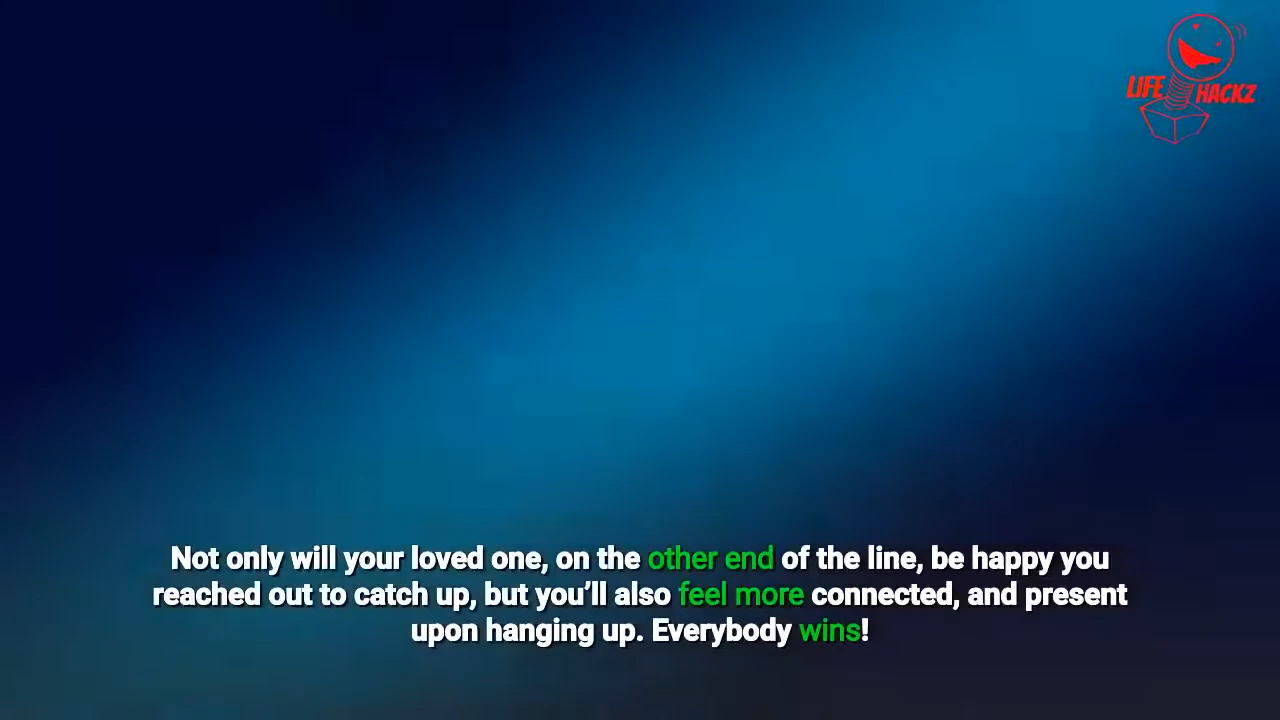 LIFE HACKZ
Not only will your loved one, on the other end of the line, be happy you
reached out to catch up, but you’ll also feel more connected, and present
upon hanging up. Everybody wins!